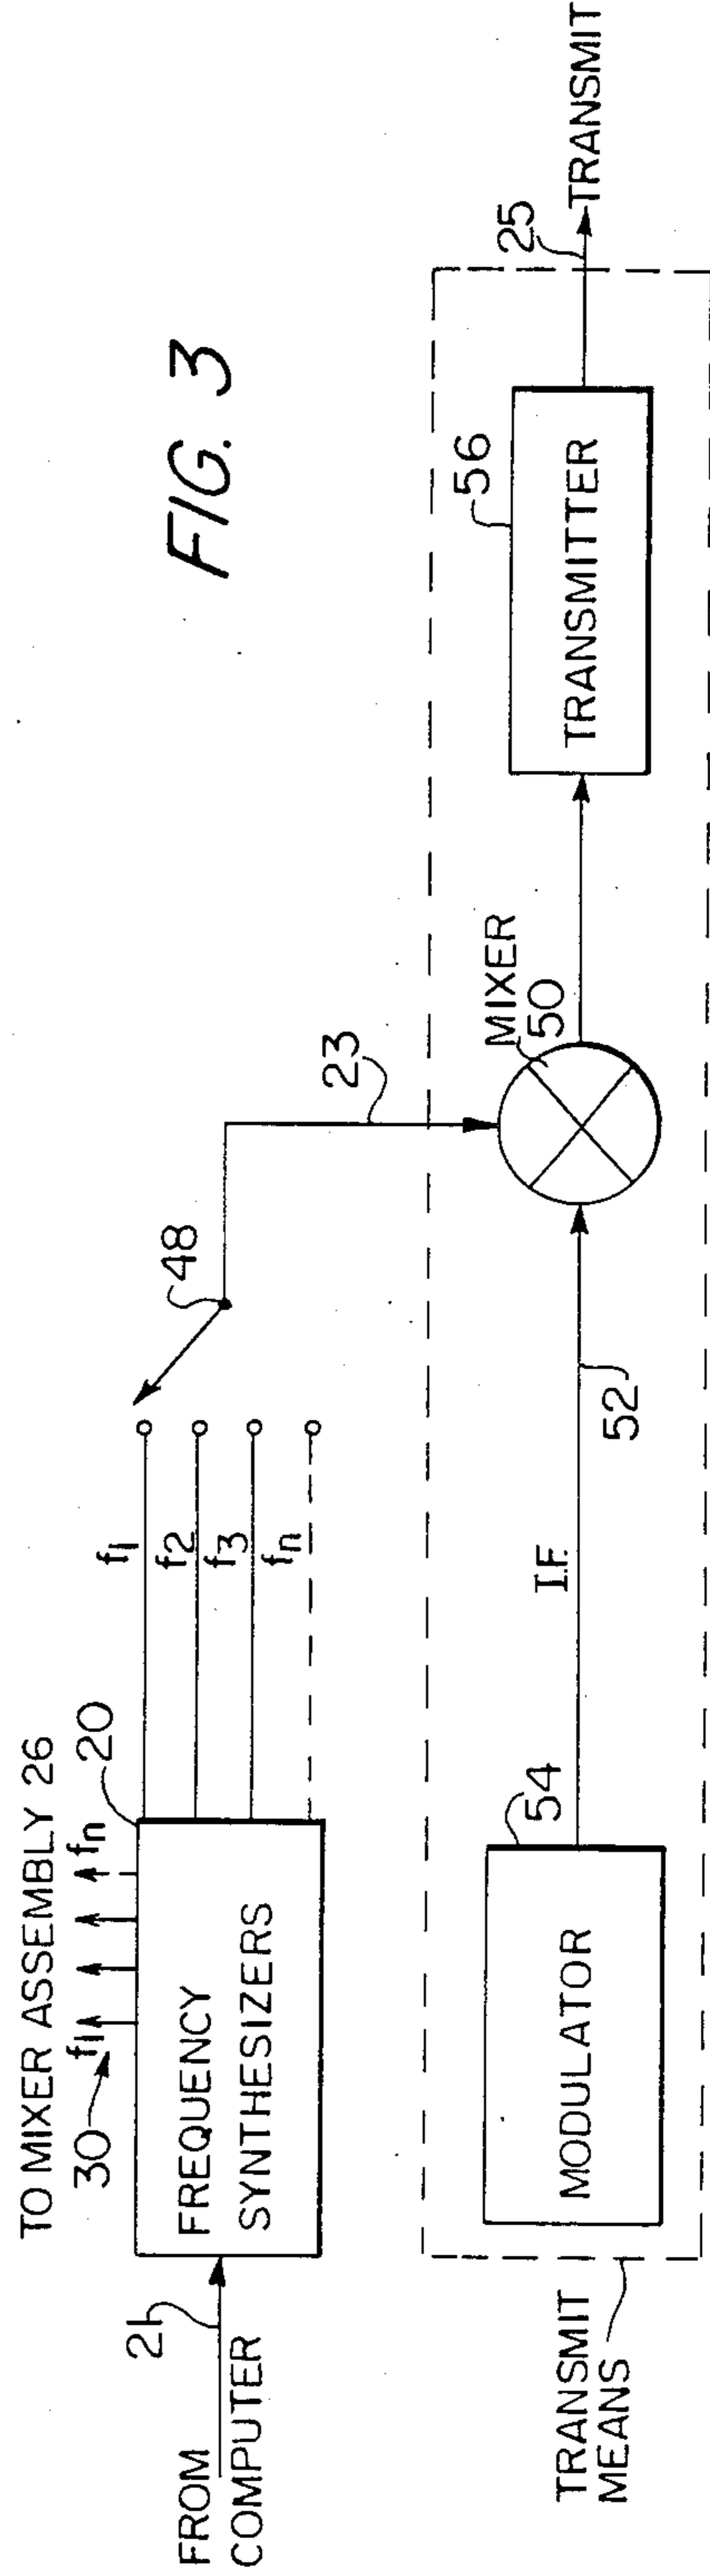 FIG. 3
TO MIXER ASSEMBLY 26
30
f1
fn
20
FROM
COMPUTER
21
FREQUENCY
SYNTHESIZERS
f1
f2
f3
fn
48
23
TRANSMIT
MEANS
MODULATOR
54
I.F.
52
MIXER
50
TRANSMITTER
56
25
TRANSMIT